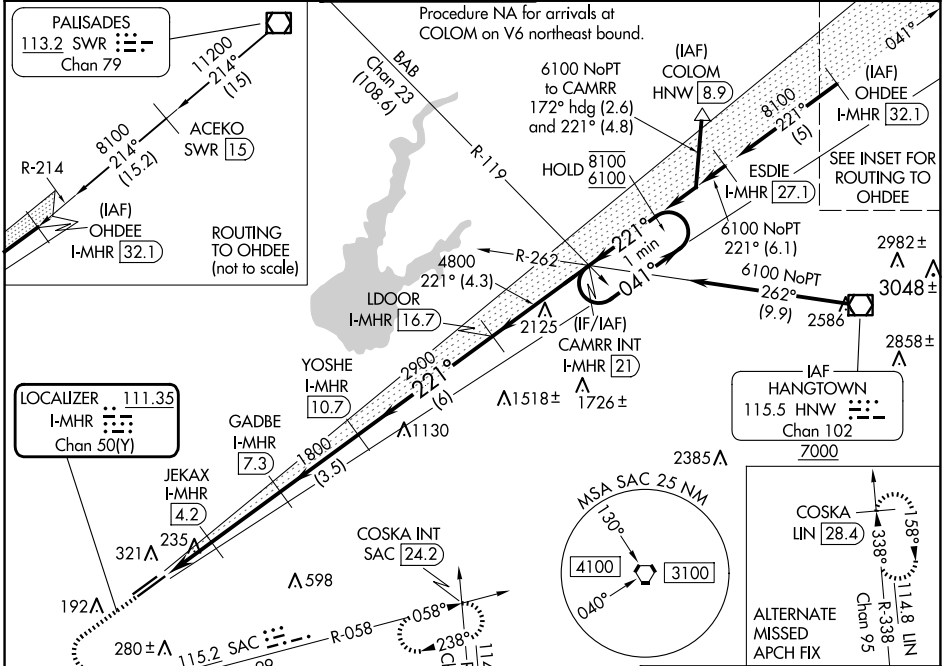 PALISADES
113.2 SWR
Chan 79
11200
214°
(15)
8100
214°
(15.2)
ACEKO
SWR 15
R-214
(IAF)
OHDEE
I-MHR 32.1
ROUTING
TO OHDEE
(not to scale)
Procedure NA for arrivals at
COLOM on V6 northeast bound.
BAB
Chan 23
(108.6)
R-119
6100 NoPT
to CAMRR
172° hdg (2.6)
and 221° (4.8)
(IAF)
COLOM
HNW 8.9
041°
(IAF)
OHDEE
I-MHR 32.1
8100
221°
(5)
HOLD 8100
6100
ESDIE
I-MHR 27.1
SEE INSET FOR
ROUTING TO
OHDEE
6100 NoPT
221° (6.1)
221°
1 min
041°
R-262
6100 NoPT
262°
(9.9)
2982±
3048±
2586
2858±
4800
221° (4.3)
LDOOR
I-MHR 16.7
2125
(IF/IAF)
CAMRR INT
I-MHR 21
IAF
HANGTOWN
115.5 HNW
Chan 102
7000
2900
221°
(6)
1518±
1726±
YOSHE
I-MHR
10.7
1130
LOCALIZER 111.35
I-MHR
Chan 50(Y)
GADBE
I-MHR
7.3
1800
(3.5)
JEKAX
I-MHR
4.2
2385
MSA SAC 25 NM
130°
4100
3100
040°
COSKA
LIN 28.4
158°
338°
114.8 LIN
R-338
Chan 95
ALTERNATE
MISSED
APCH FIX
321
235
COSKA INT
SAC 24.2
598
192
280±
115.2 SAC
R-058
058°
238°